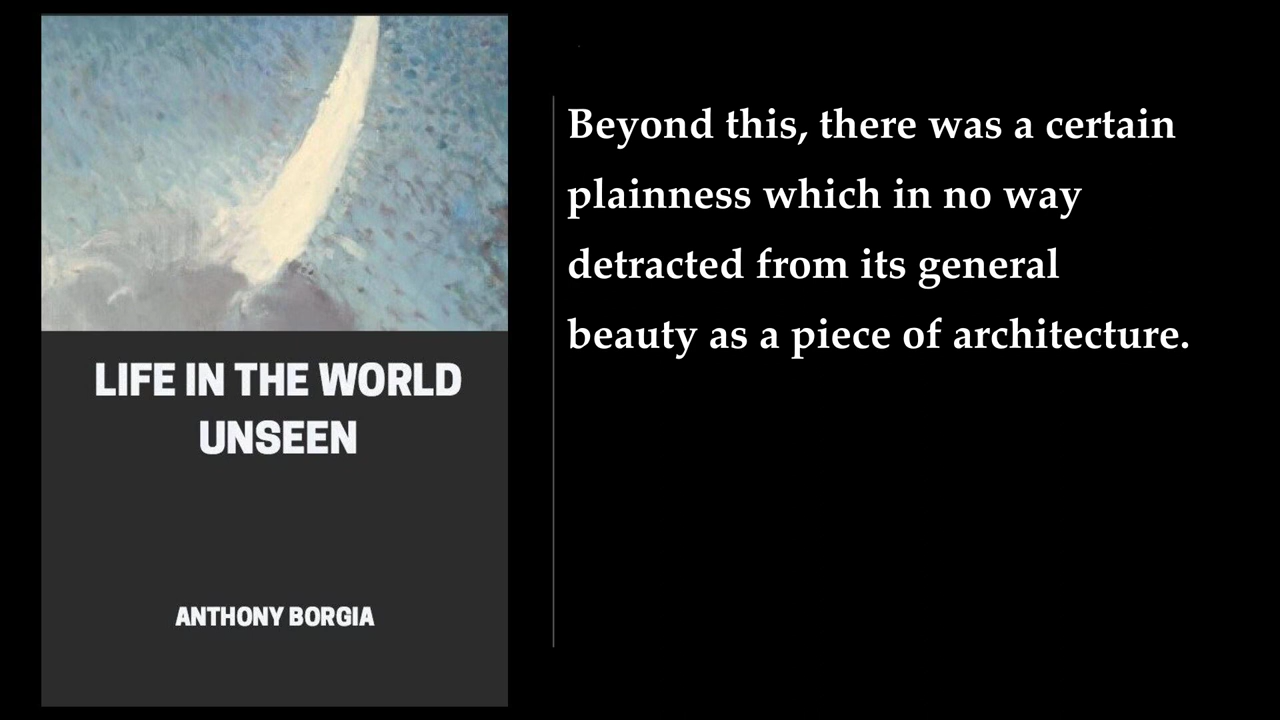 LIFE IN THE WORLD
UNSEEN
ANTHONY BORGIA
Beyond this, there was a certain
plainness which in no way
detracted from its general
beauty as a piece of architecture.